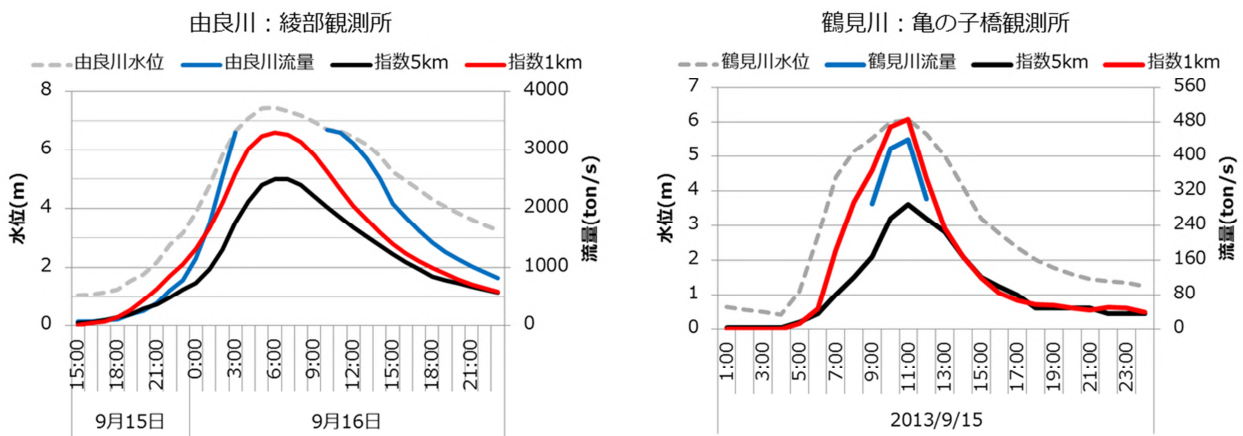 由良川：綾部観測所
由良川水位 由良川流量 指数5km 指数1km
水位(m)
8
6
4
2
0
流量(ton/s)
4000
3000
2000
1000
0
15:00 18:00 21:00 0:00 3:00 6:00 9:00 12:00 15:00 18:00 21:00
9月15日 9月16日
鶴見川：亀の子橋観測所
鶴見川水位 鶴見川流量 指数5km 指数1km
水位(m)
7
6
5
4
3
2
1
0
流量(ton/s)
560
480
400
320
240
160
80
0
1:00 3:00 5:00 7:00 9:00 11:00 13:00 15:00 17:00 19:00 21:00 23:00
2013/9/15